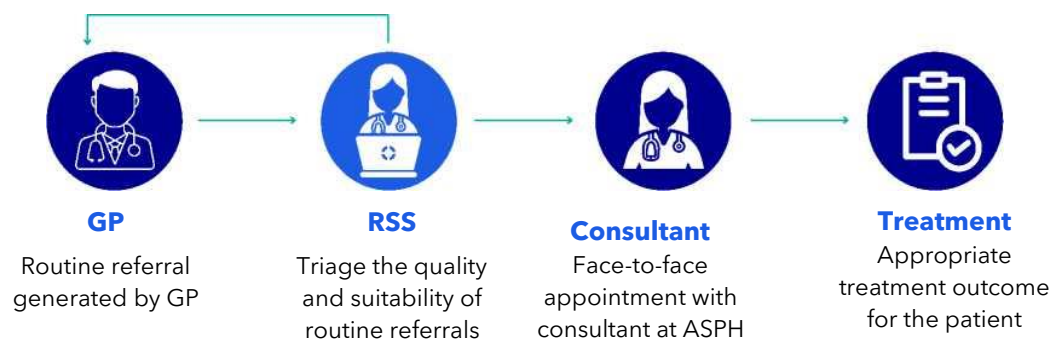 GP
Routine referral
generated by GP
RSS
Triage the quality
and suitability of
routine referrals
Consultant
Face-to-face
appointment with
consultant at ASPH
Treatment
Appropriate
treatment outcome
for the patient